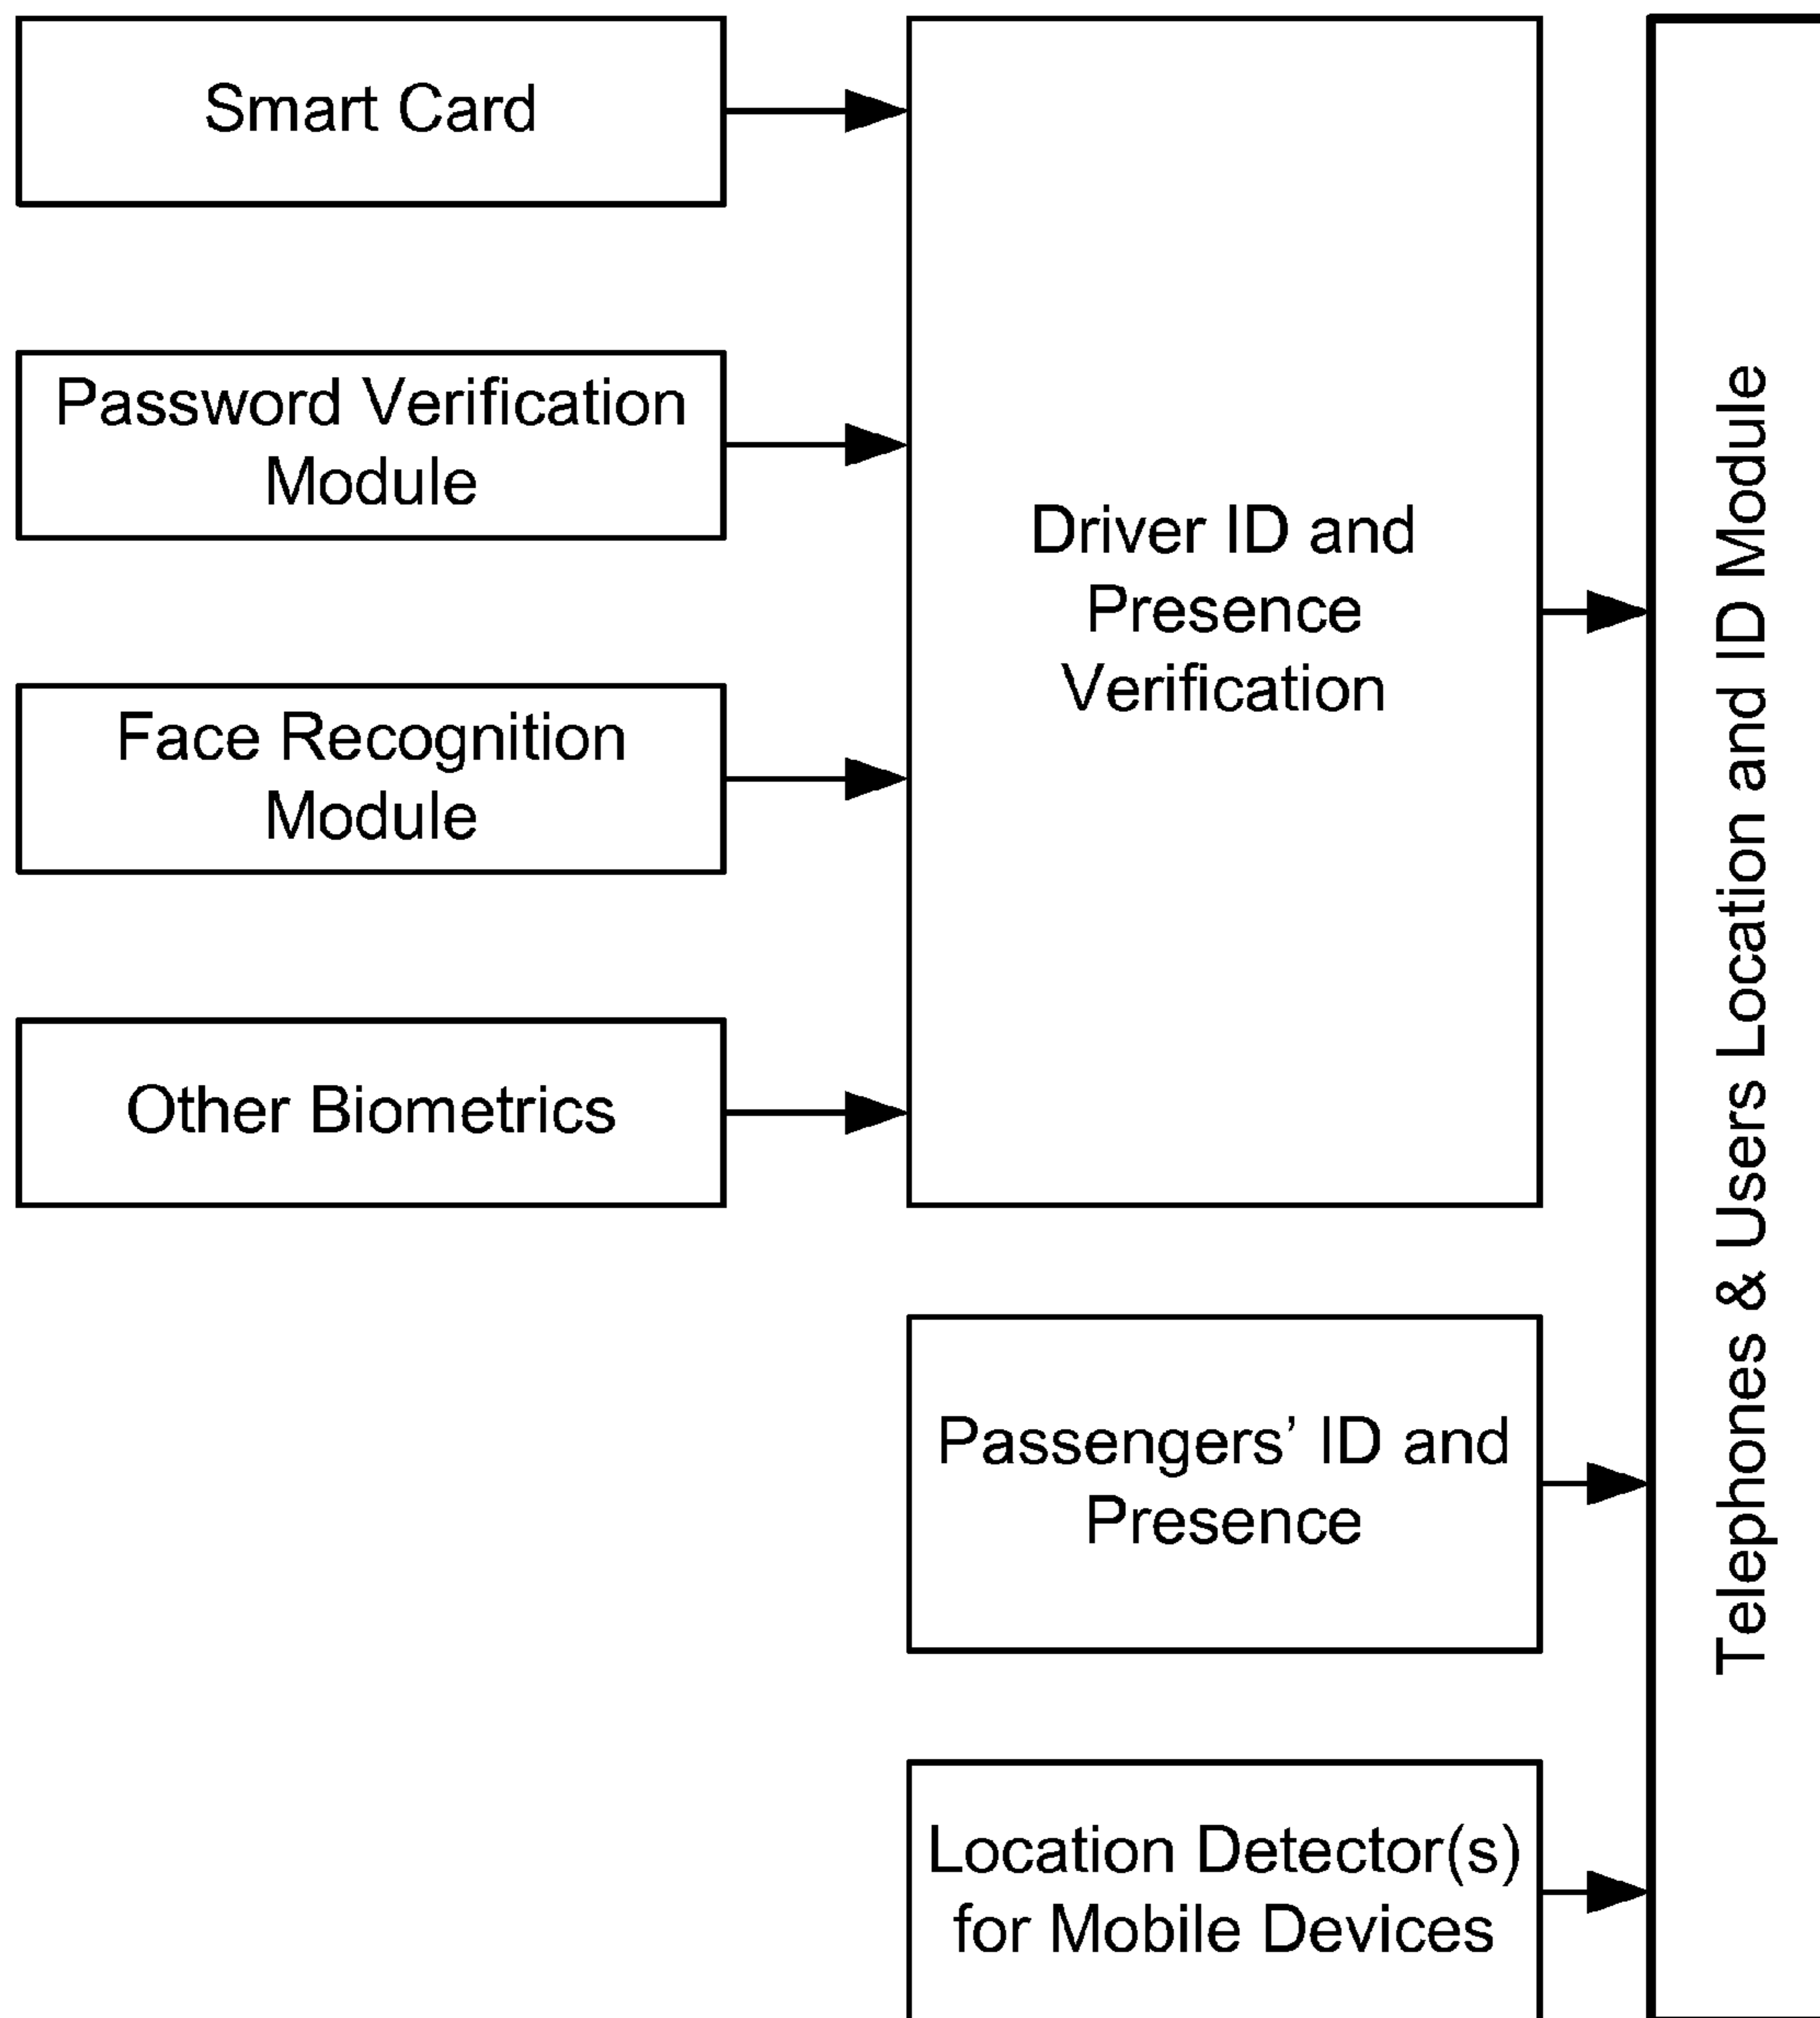 Smart Card
Password Verification
Module
Face Recognition
Module
Other Biometrics
Driver ID and
Presence
Verification
Passengers’ ID and
Presence
Location Detector(s)
for Mobile Devices
Telephones & Users Location and ID Module